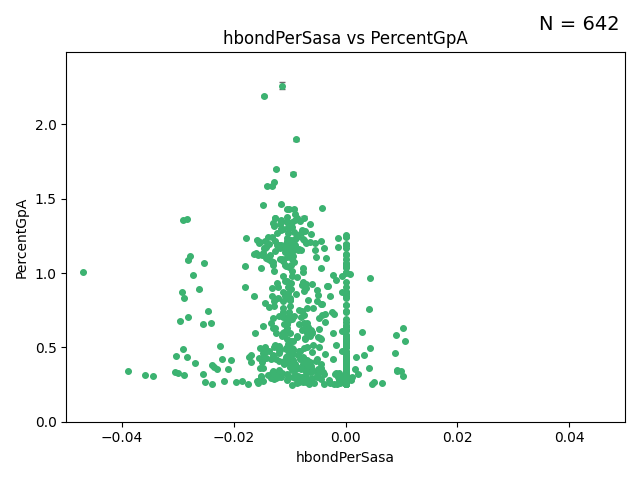 N = 642
hbondPerSasa vs PercentGpA
PercentGpA
2.0
1.5
1.0
0.5
0.0
−0.04 −0.02 0.00 0.02 0.04
hbondPerSasa